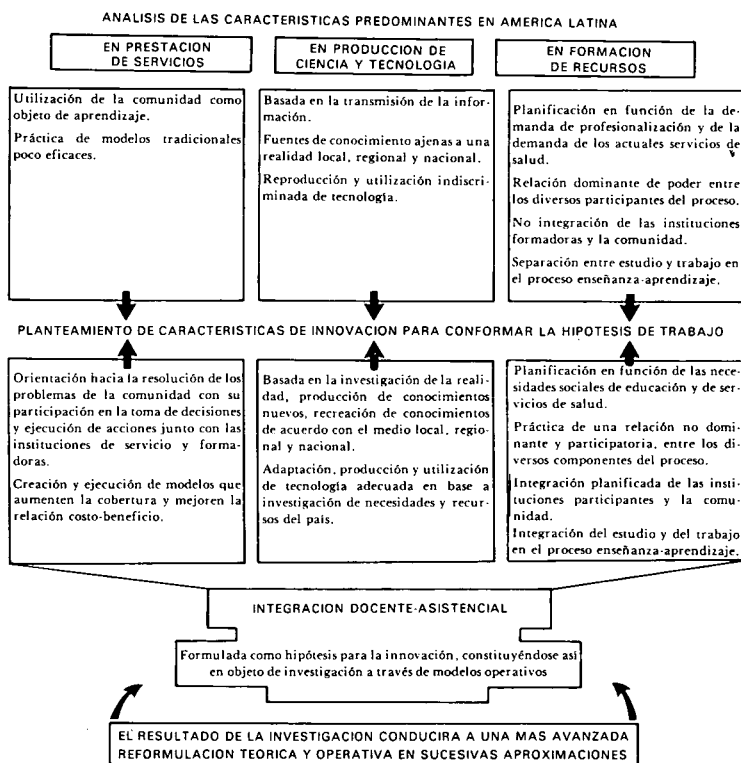 ANALISIS DE LAS CARACTERISTICAS PREDOMINANTES EN AMERICA LATINA
EN PRESTACION
DE SERVICIOS
EN PRODUCCION DE
CIENCIA Y TECNOLOGIA
EN FORMACION
DE RECURSOS
Utilización de la comunidad como
objeto de aprendizaje.
Práctica de modelos tradicionales
poco eficaces.
Basada en la transmisión de la infor-
mación.
Fuentes de conocimiento ajenas a una
realidad local, regional y nacional.
Reproducción y utilización indiscri-
minada de tecnología.
Planificación en función de la de-
manda de profesionalización y de la
demanda de los actuales servicios de
salud.
Relación dominante de poder entre
los diversos participantes del proceso.
No integración de las instituciones
formadoras y la comunidad.
Separación entre estudio y trabajo en
el proceso enseñanza-aprendizaje.
PLANTEAMIENTO DE CARACTERISTICAS DE INNOVACION PARA CONFORMAR LA HIPOTESIS DE TRABAJO
Orientación hacia la resolución de los
problemas de la comunidad con su
participación en la toma de decisiones
y ejecución de acciones junto con las
instituciones de servicio y forma-
doras.
Creación y ejecución de modelos que
aumenten la cobertura y mejoren la
relación costo-beneficio.
Basada en la investigación de la reali-
dad, producción de conocimientos
nuevos, recreación de conocimientos
de acuerdo con el medio local, regio-
nal y nacional.
Adaptación, producción y utilización
de tecnología adecuada en base a
investigación de necesidades y recur-
sos del país.
Planificación en función de las nece-
sidades sociales de educación y de ser-
vicios de salud.
Práctica de una relación no domi-
nante y participatoria, entre los di-
versos componentes del proceso.
Integración planificada de las insti-
tuciones participantes y la comu-
nidad.
Integración del estudio y del trabajo
en el proceso enseñanza-aprendizaje.
INTEGRACION DOCENTE-ASISTENCIAL
Formulada como hipótesis para la innovación, constituyéndose así
en objeto de investigación a través de modelos operativos
EL RESULTADO DE LA INVESTIGACION CONDUCIRA A UNA MAS AVANZADA
REFORMULACION TEORICA Y OPERATIVA EN SUCESIVAS APROXIMACIONES